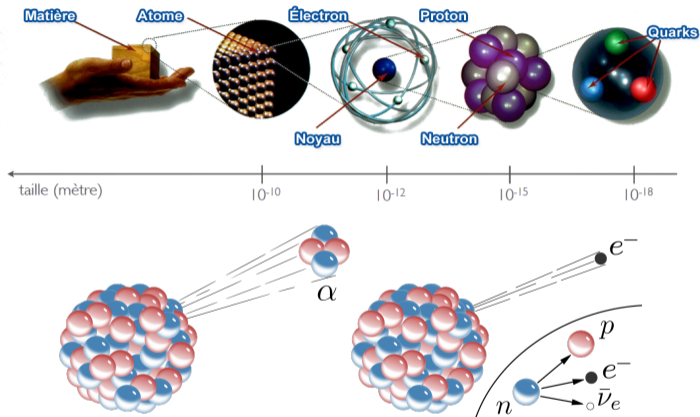 Matière
Atome
Électron
Proton
Quarks
Noyau
Neutron
taille (mètre)
10⁻¹⁰
10⁻¹²
10⁻¹⁵
10⁻¹⁸
α
e⁻
p
e⁻
n
ν̄ₑ